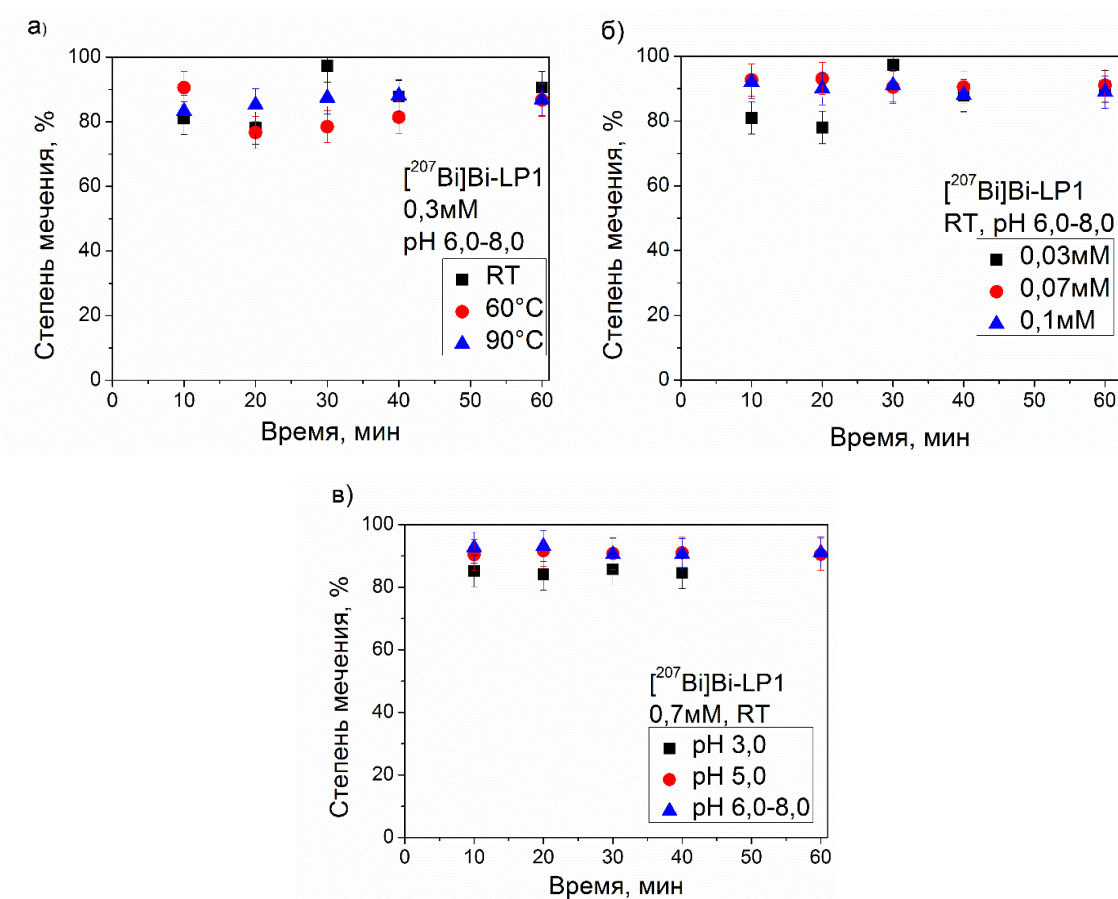 а)
Степень мечения, %
100
80
60
40
20
0
[²⁰⁷Bi]Bi-LP1
0,3мМ
pH 6,0-8,0
RT
60°C
90°C
0 10 20 30 40 50 60
Время, мин
б)
Степень мечения, %
100
80
60
40
20
0
[²⁰⁷Bi]Bi-LP1
RT, pH 6,0-8,0
0,03мМ
0,07мМ
0,1мМ
0 10 20 30 40 50 60
Время, мин
в)
Степень мечения, %
100
80
60
40
20
0
[²⁰⁷Bi]Bi-LP1
0,7мМ, RT
pH 3,0
pH 5,0
pH 6,0-8,0
0 10 20 30 40 50 60
Время, мин